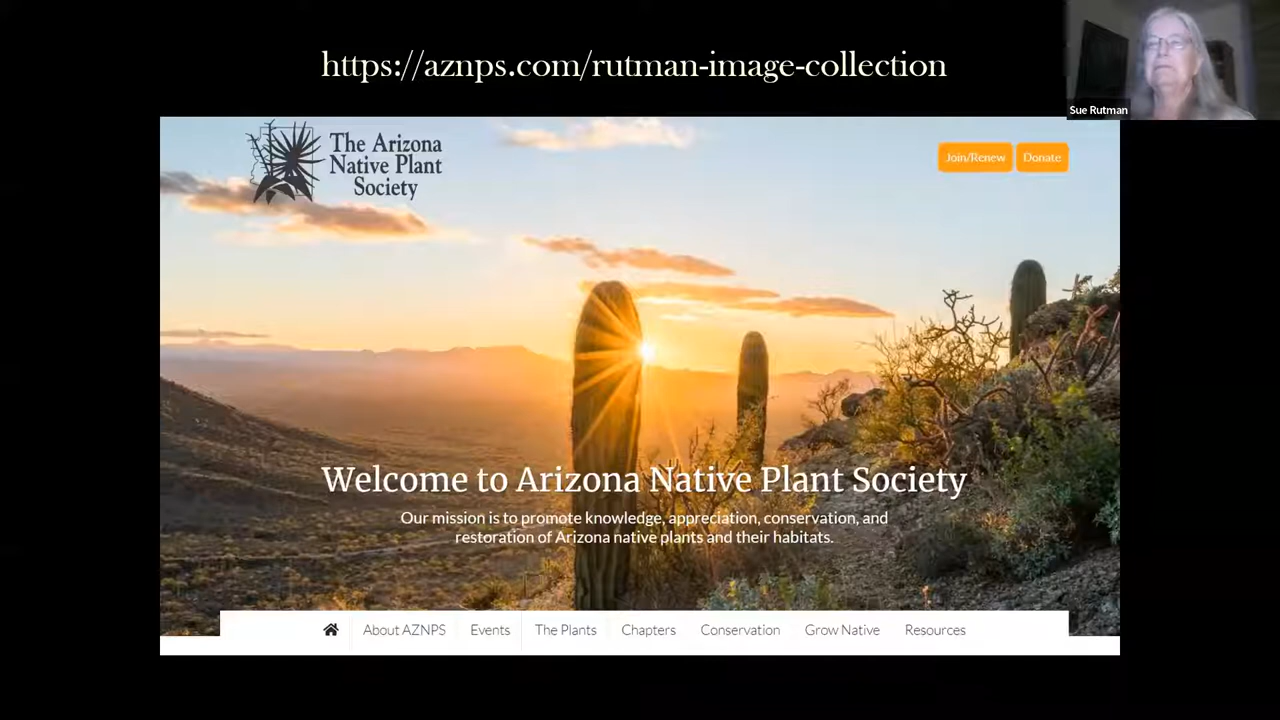 https://aznps.com/rutman-image-collection
Sue Rutman
The Arizona
Native Plant
Society
Join/Renew
Donate
Welcome to Arizona Native Plant Society
Our mission is to promote knowledge, appreciation, conservation, and
restoration of Arizona native plants and their habitats.
About AZNPS
Events
The Plants
Chapters
Conservation
Grow Native
Resources